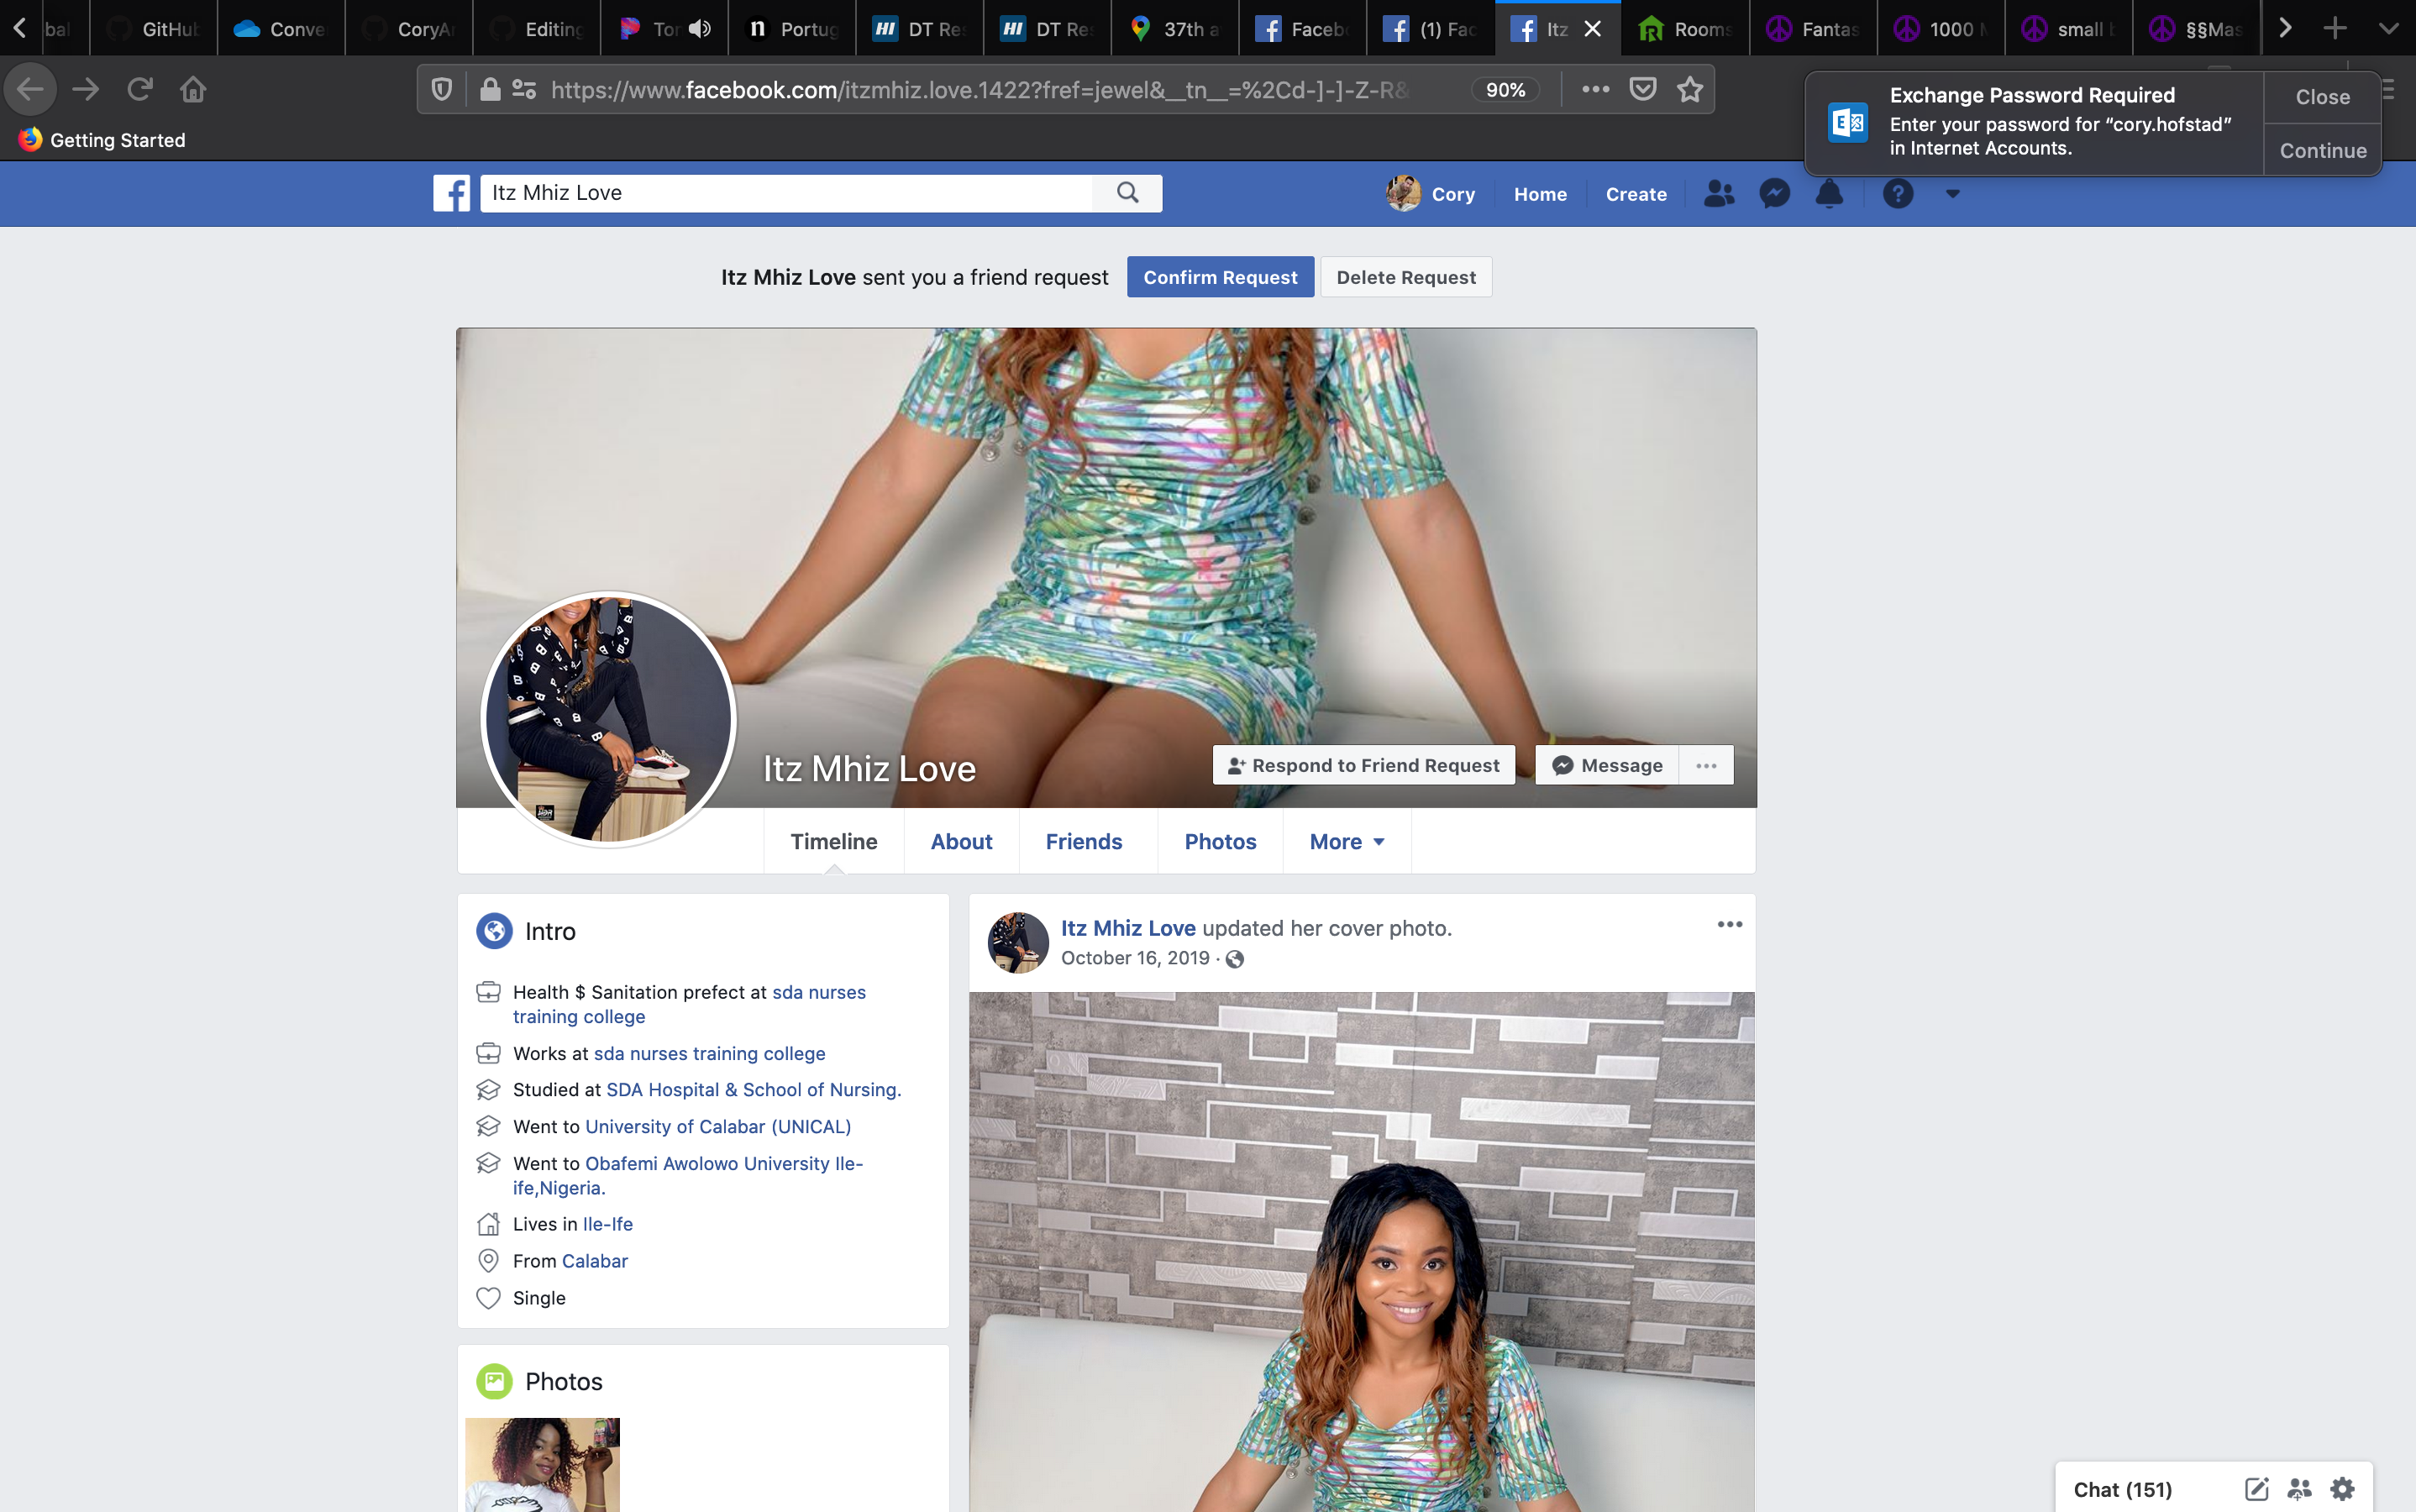 bal
GitHub
Conve
CoryAr
Editing
Tor
n Portug
HI DT Res
HI DT Res
37th a
Facebo
(1) Fac
Itz
Rooms
Fantas
1000
small
§§Mas
https://www.facebook.com/itzmhiz.love.1422?fref=jewel&__tn__=%2Cd-]-]-Z-R&
90%
Exchange Password Required
Enter your password for “cory.hofstad”
in Internet Accounts.
Close
Continue
Getting Started
Itz Mhiz Love
Cory
Home
Create
Itz Mhiz Love sent you a friend request
Confirm Request
Delete Request
Itz Mhiz Love
Respond to Friend Request
Message
Timeline
About
Friends
Photos
More
Intro
Health $ Sanitation prefect at sda nurses
training college
Works at sda nurses training college
Studied at SDA Hospital & School of Nursing.
Went to University of Calabar (UNICAL)
Went to Obafemi Awolowo University Ile-
ife,Nigeria.
Lives in Ile-Ife
From Calabar
Single
Photos
Itz Mhiz Love updated her cover photo.
October 16, 2019 ·
Chat (151)